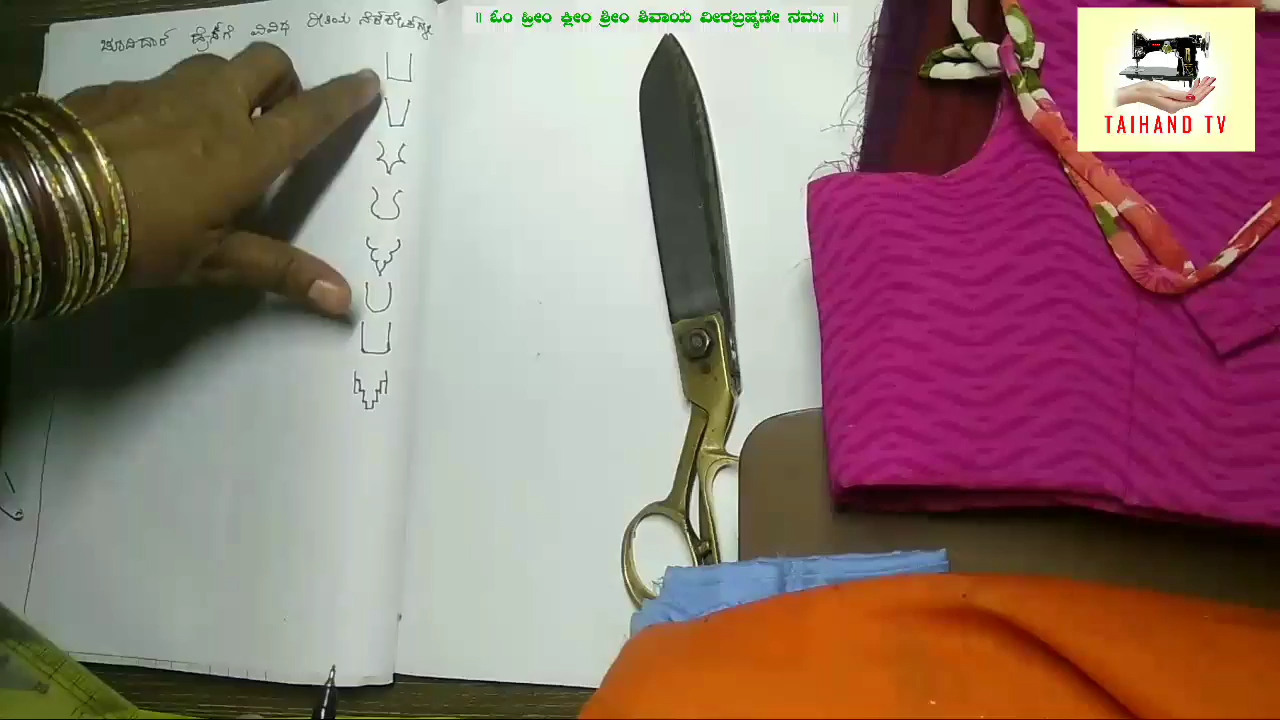 ॥ ಓಂ ಹ್ರೀಂ ಕ್ಲೀಂ ಶ್ರೀಂ ಶಿವಾಯ ವೀರಬ್ರಹ್ಮಣೇ ನಮಃ ॥
TAIHAND TV
ಚೂಡಿದಾರ್ ಡ್ರೆಸ್‌ಗೆ ವಿವಿಧ ರೀತಿಯ